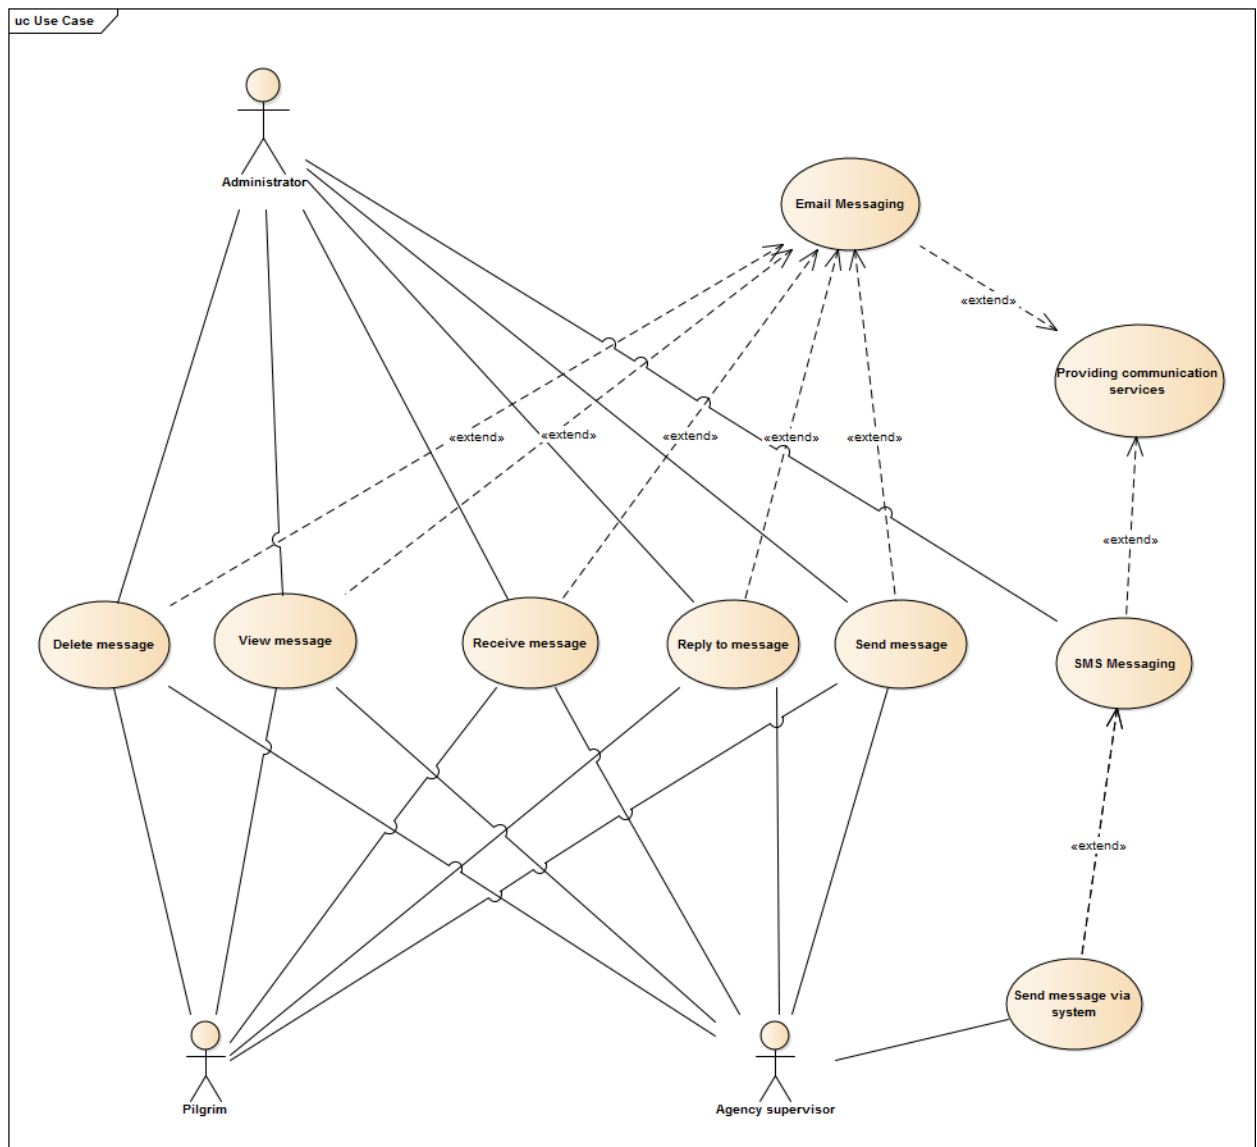 uc Use Case
Administrator
Email Messaging
«extend»
Providing communication
services
«extend»
«extend»
«extend»
«extend»
«extend»
«extend»
Delete message
View message
Receive message
Reply to message
Send message
SMS Messaging
«extend»
Send message via
system
Pilgrim
Agency supervisor